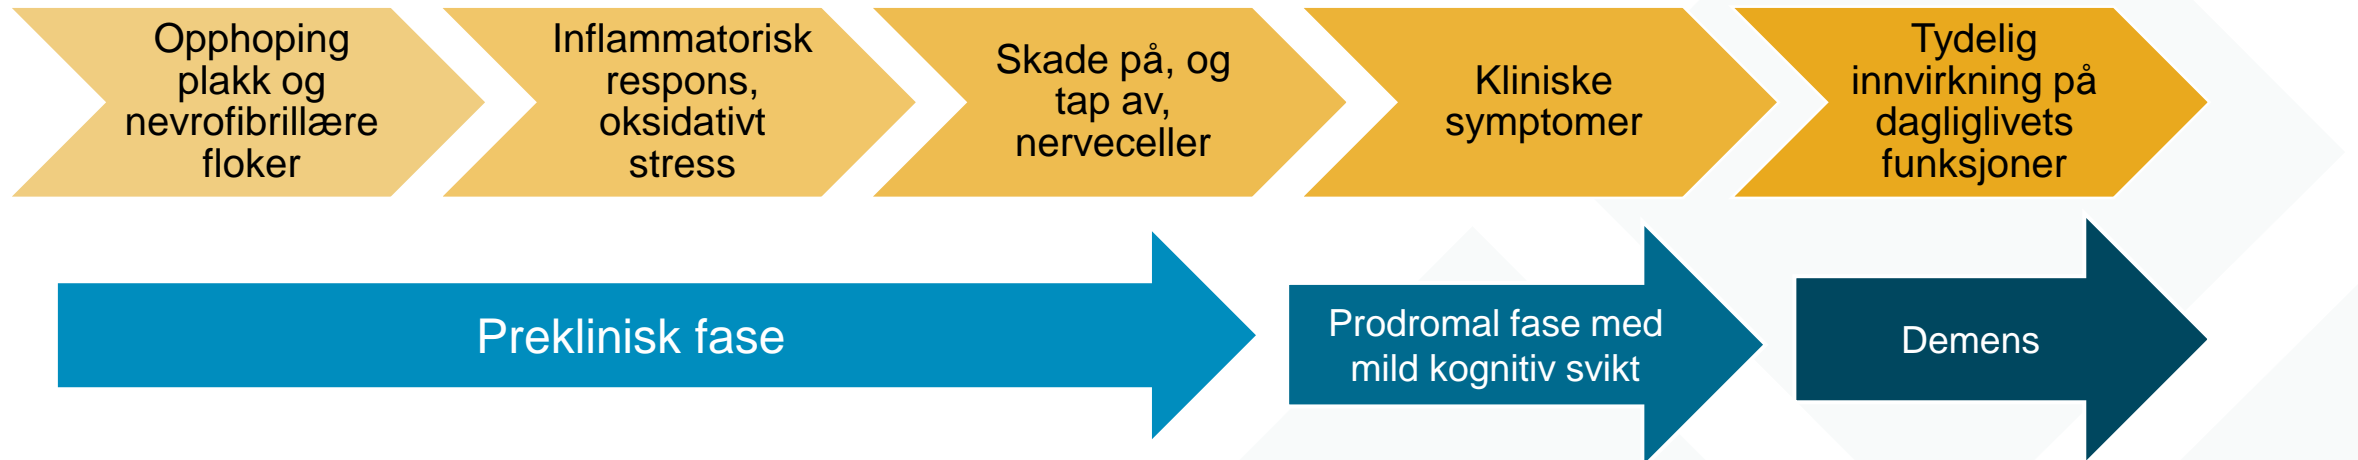 Opphoping
plakk og
nevrofibrillære
floker
Inflammatorisk
respons,
oksidativt
stress
Skade på, og
tap av,
nerveceller
Kliniske
symptomer
Tydelig
innvirkning på
dagliglivets
funksjoner
Preklinisk fase
Prodromal fase med
mild kognitiv svikt
Demens